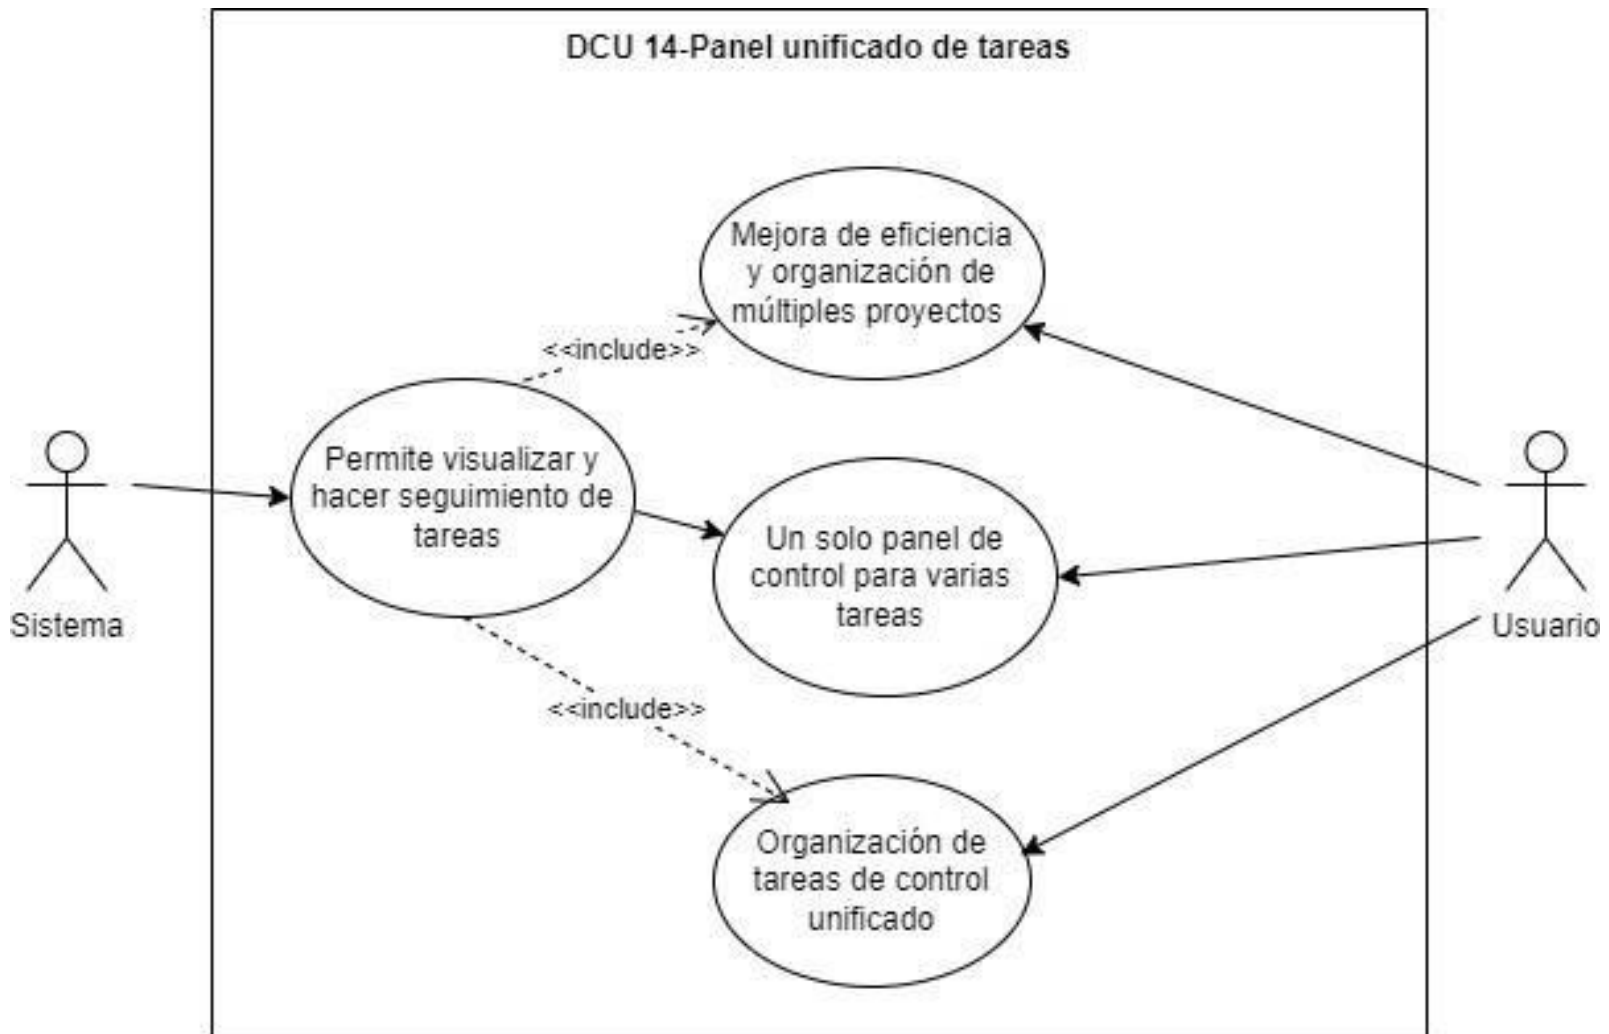 DCU 14-Panel unificado de tareas
Mejora de eficiencia
y organización de
múltiples proyectos
<<include>>
Permite visualizar y
hacer seguimiento de
tareas
Un solo panel de
control para varias
tareas
Sistema
Usuario
<<include>>
Organización de
tareas de control
unificado